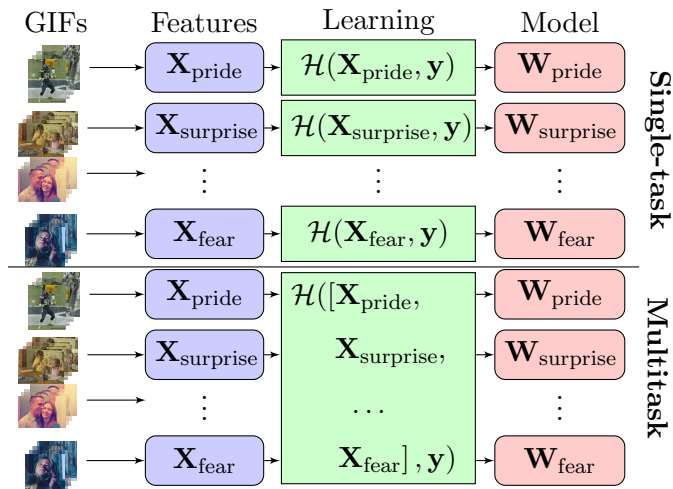 GIFs Features Learning Model
X_pride H(X_pride, y) W_pride
X_surprise H(X_surprise, y) W_surprise
⋮ ⋮ ⋮
X_fear H(X_fear, y) W_fear
Single-task
X_pride H([X_pride, W_pride
X_surprise X_surprise, W_surprise
⋮ ... ⋮
X_fear X_fear], y) W_fear
Multitask